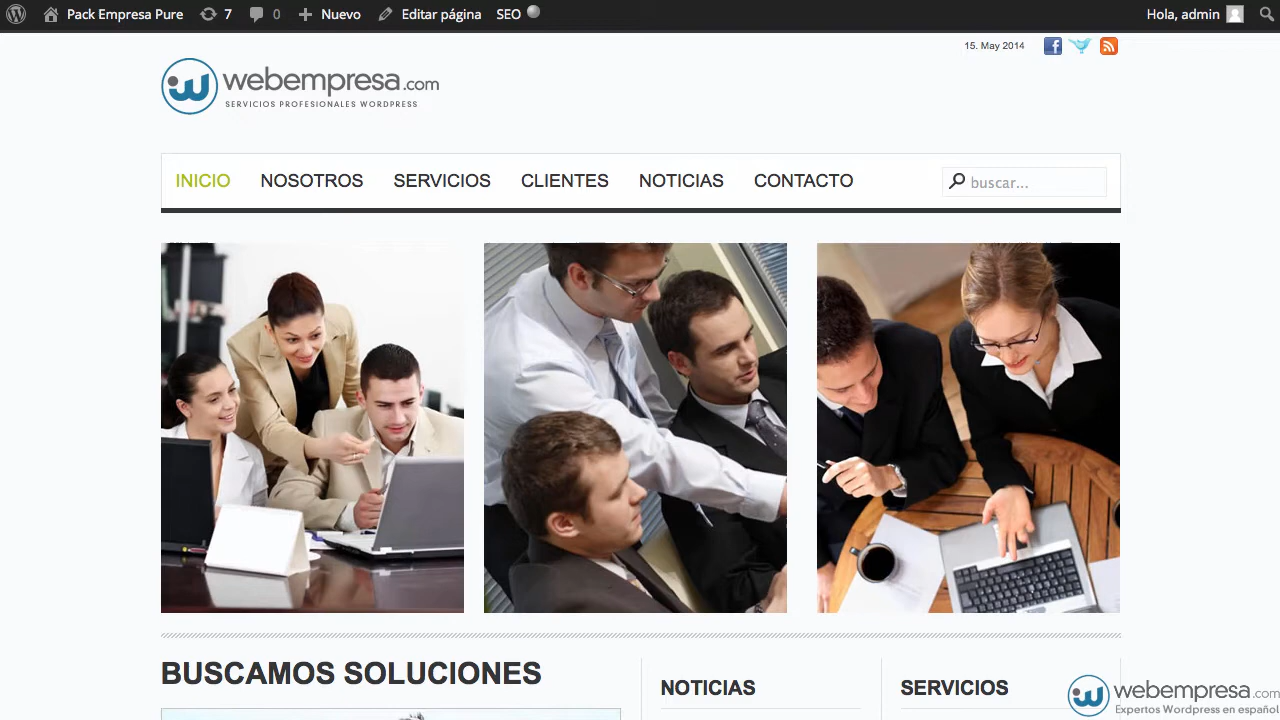 Pack Empresa Pure 7 0 Nuevo Editar página SEO Hola, admin
15. May 2014
webempresa.com
SERVICIOS PROFESIONALES WORDPRESS
INICIO NOSOTROS SERVICIOS CLIENTES NOTICIAS CONTACTO buscar...
BUSCAMOS SOLUCIONES
NOTICIAS
SERVICIOS
webempresa.com
Expertos Wordpress en español